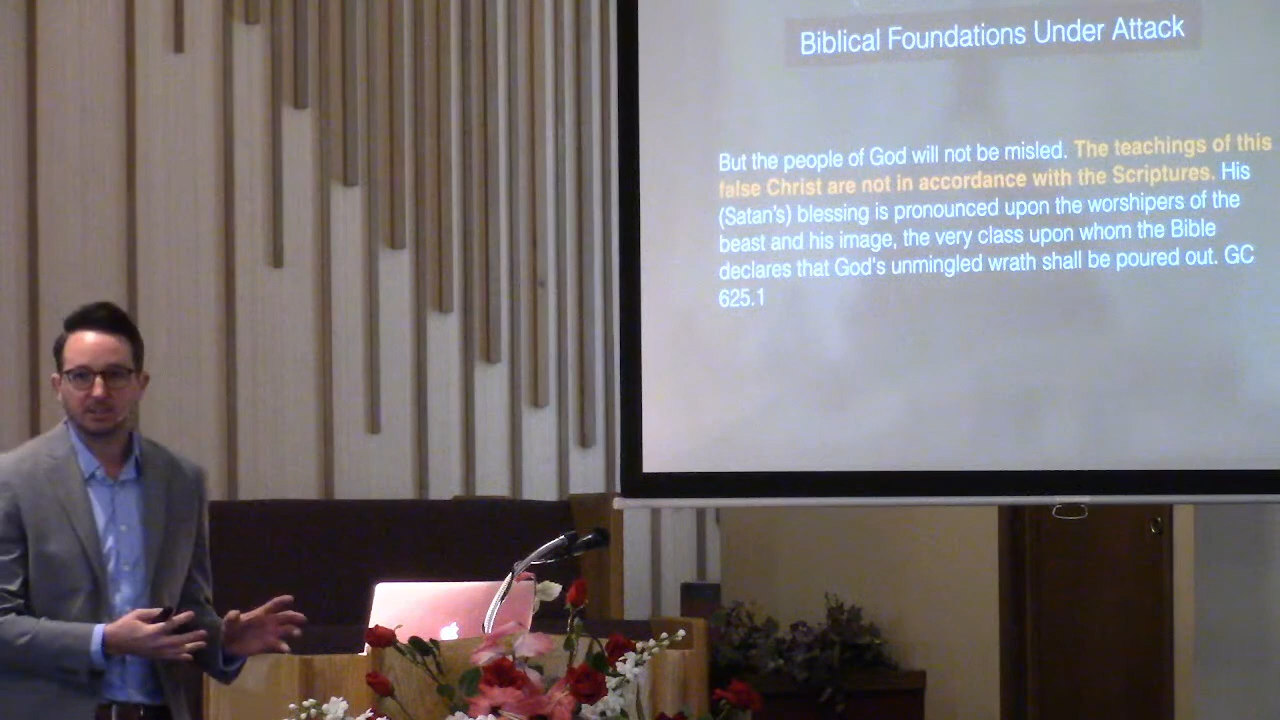 Biblical Foundations Under Attack
But the people of God will not be misled. The teachings of this
false Christ are not in accordance with the Scriptures. His
(Satan's) blessing is pronounced upon the worshipers of the
beast and his image, the very class upon whom the Bible
declares that God's unmingled wrath shall be poured out. GC
625.1